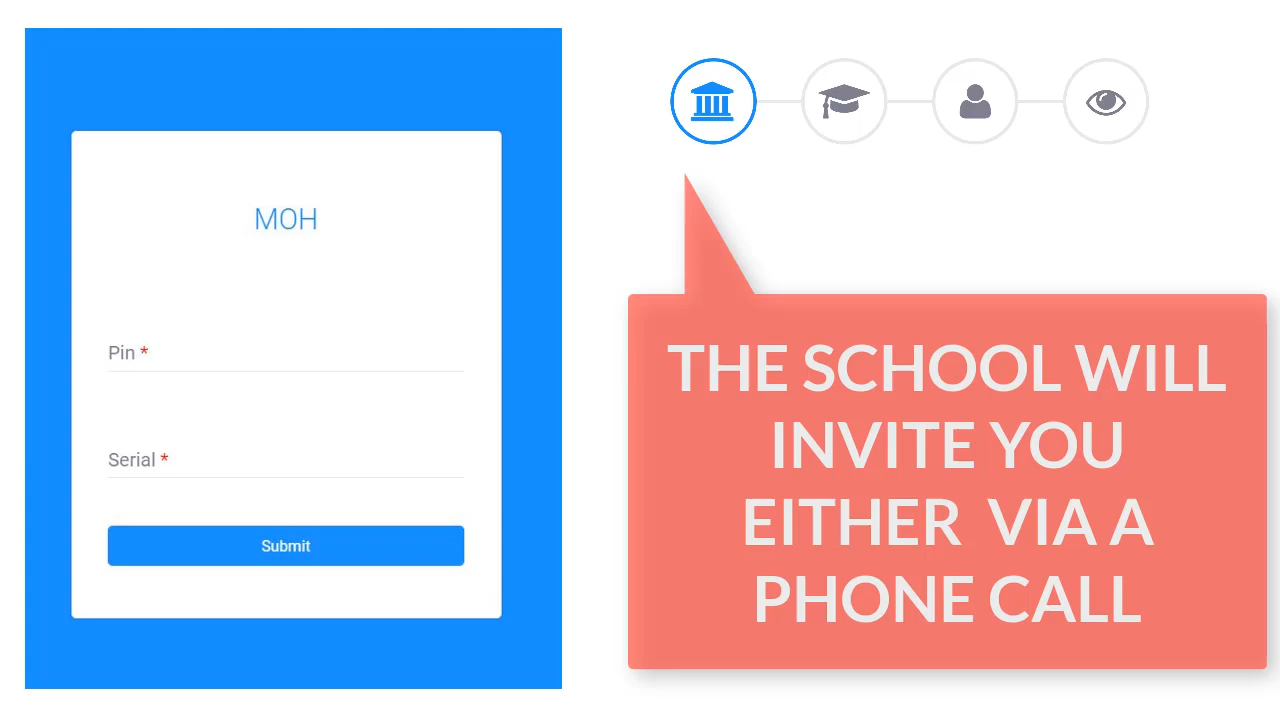 MOH
Pin *
Serial *
Submit
THE SCHOOL WILL
INVITE YOU
EITHER VIA A
PHONE CALL